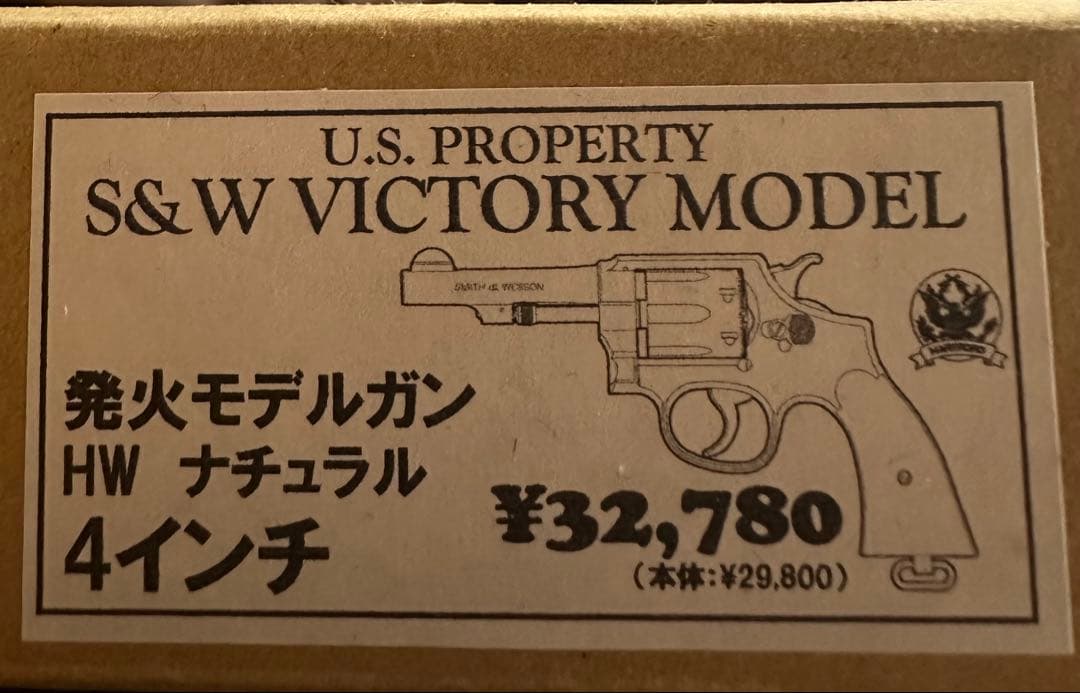 U.S. PROPERTY
S&W VICTORY MODEL
SMITH & WESSON
発火モデルガン
HW ナチュラル
4インチ
¥32,780
(本体:¥29,800)